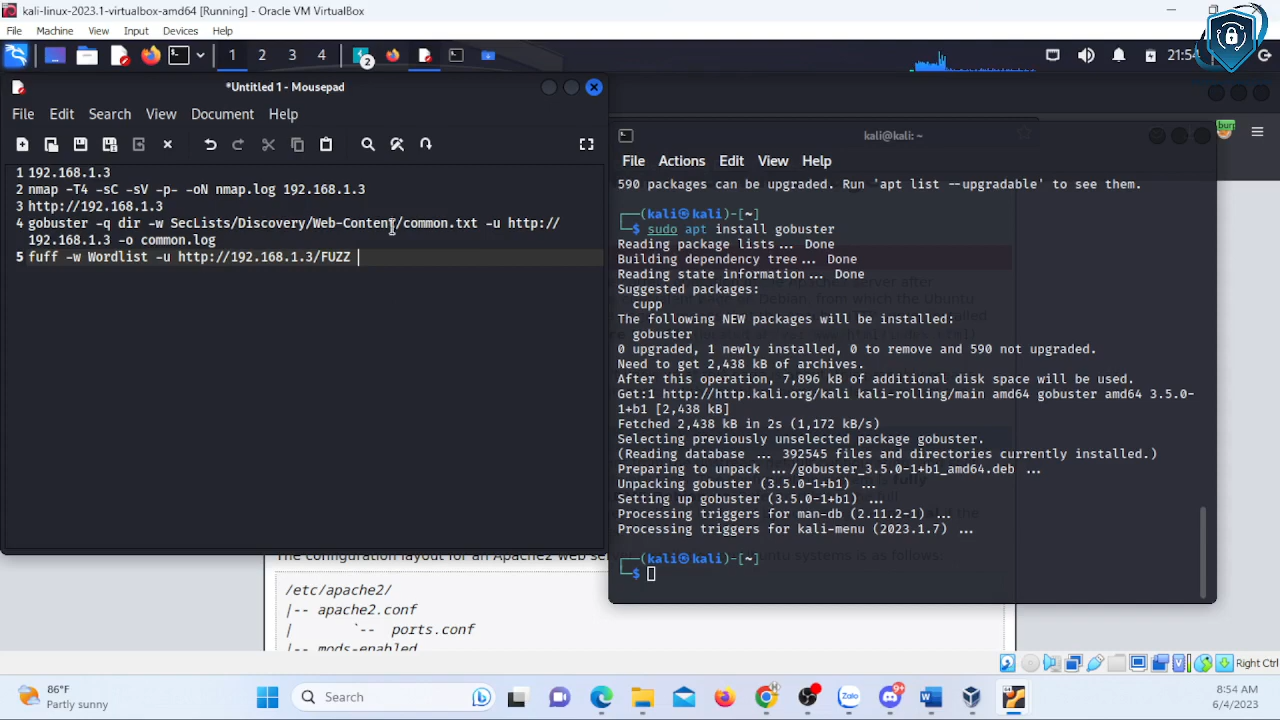 kali-linux-2023.1-virtualbox-amd64 [Running] - Oracle VM VirtualBox
File Machine View Input Devices Help
1 2 3 4 2 21:54
*Untitled 1 - Mousepad
File Edit Search View Document Help
1 192.168.1.3
2 nmap -T4 -sC -sV -p- -oN nmap.log 192.168.1.3
3 http://192.168.1.3
4 gobuster -q dir -w SecLists/Discovery/Web-Content/common.txt -u http://
192.168.1.3 -o common.log
5 fuff -w Wordlist -u http://192.168.1.3/FUZZ
kali@kali: ~
File Actions Edit View Help
590 packages can be upgraded. Run 'apt list --upgradable' to see them.
┌──(kali㉿kali)-[~]
└─$ sudo apt install gobuster
Reading package lists... Done
Building dependency tree... Done
Reading state information... Done
Suggested packages:
cupp
The following NEW packages will be installed:
gobuster
0 upgraded, 1 newly installed, 0 to remove and 590 not upgraded.
Need to get 2,438 kB of archives.
After this operation, 7,896 kB of additional disk space will be used.
Get:1 http://http.kali.org/kali kali-rolling/main amd64 gobuster amd64 3.5.0-
1+b1 [2,438 kB]
Fetched 2,438 kB in 2s (1,172 kB/s)
Selecting previously unselected package gobuster.
(Reading database ... 392545 files and directories currently installed.)
Preparing to unpack .../gobuster_3.5.0-1+b1_amd64.deb ...
Unpacking gobuster (3.5.0-1+b1) ...
Setting up gobuster (3.5.0-1+b1) ...
Processing triggers for man-db (2.11.2-1) ...
Processing triggers for kali-menu (2023.1.7) ...
┌──(kali㉿kali)-[~]
└─$
The configuration layout for an Apache2 web systems is as follows:
/etc/apache2/
|-- apache2.conf
| `-- ports.conf
|-- mods-enabled
Right Ctrl
86°F
Partly sunny
Search
8:54 AM
6/4/2023